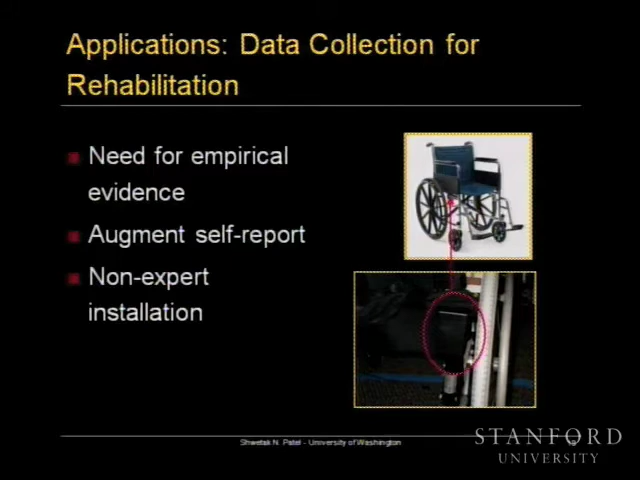 Applications: Data Collection for
Rehabilitation
Need for empirical
evidence
Augment self-report
Non-expert
installation
Shwetak N. Patel - University of Washington
STANFORD
UNIVERSITY